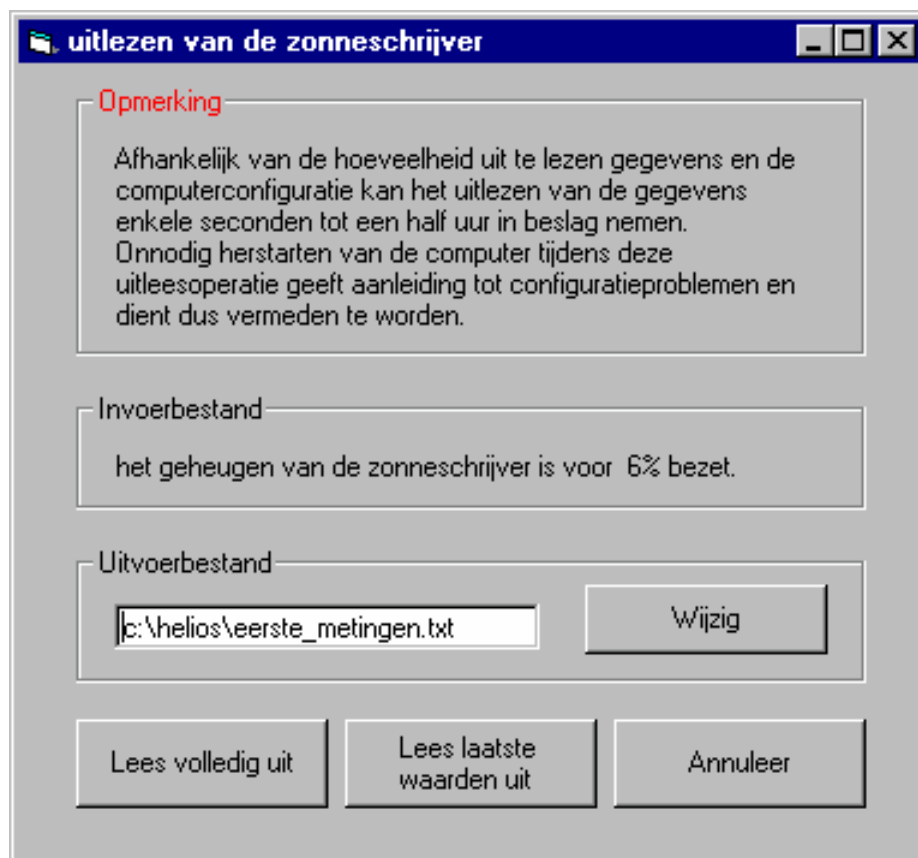 uitlezen van de zonneschrijver
Opmerking
Afhankelijk van de hoeveelheid uit te lezen gegevens en de
computerconfiguratie kan het uitlezen van de gegevens
enkele seconden tot een half uur in beslag nemen.
Onnodig herstarten van de computer tijdens deze
uitleesoperatie geeft aanleiding tot configuratieproblemen en
dient dus vermeden te worden.
Invoerbestand
het geheugen van de zonneschrijver is voor 6% bezet.
Uitvoerbestand
c:\helios\eerste_metingen.txt
Wijzig
Lees volledig uit
Lees laatste
waarden uit
Annuleer